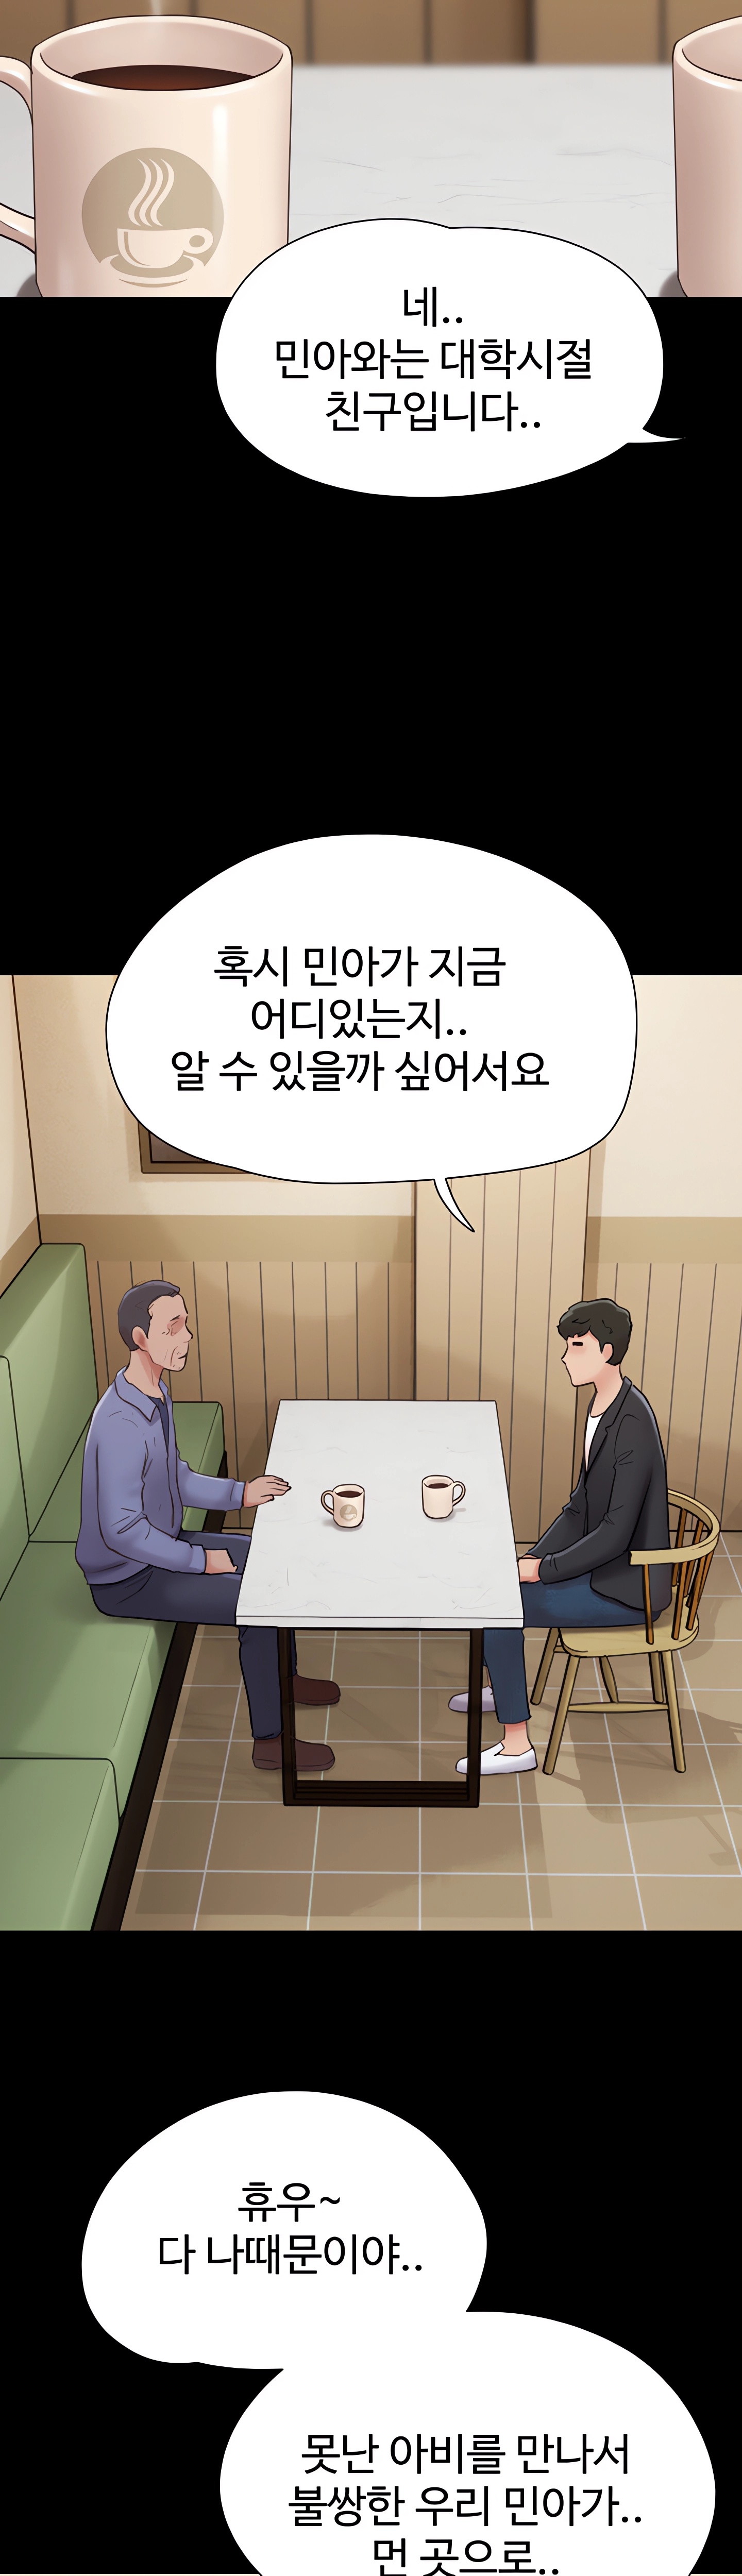 네..
민아와는 대학시절
친구입니다..
혹시 민아가 지금
어디있는지..
알 수 있을까 싶어서요
휴우~
다 나때문이야..
못난 아비를 만나서
불쌍한 우리 민아가..
먼 곳으로..